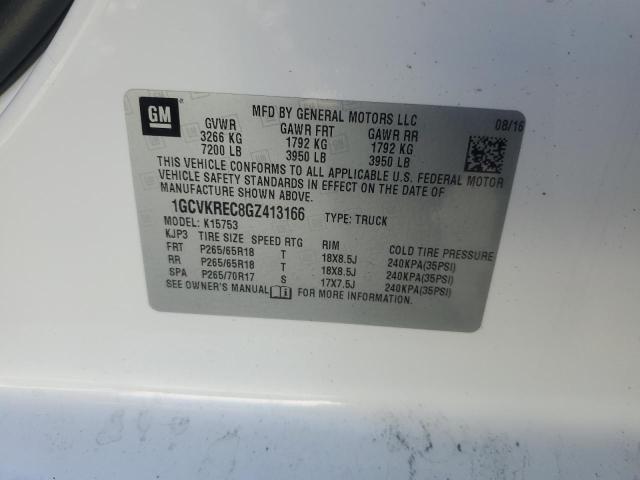 GM
MFD BY GENERAL MOTORS LLC
08/16
GVWR GAWR FRT GAWR RR
3266 KG 1792 KG 1792 KG
7200 LB 3950 LB 3950 LB
THIS VEHICLE CONFORMS TO ALL APPLICABLE U.S. FEDERAL MOTOR
VEHICLE SAFETY STANDARDS IN EFFECT ON THE DATE OF
MANUFACTURE SHOWN ABOVE.
1GCVKREC8GZ413166 TYPE: TRUCK
MODEL: K15753
KJP3 TIRE SIZE SPEED RTG RIM COLD TIRE PRESSURE
FRT P265/65R18 T 18X8.5J 240KPA(35PSI)
RR P265/65R18 T 18X8.5J 240KPA(35PSI)
SPA P265/70R17 S 17X7.5J 240KPA(35PSI)
SEE OWNER'S MANUAL FOR MORE INFORMATION.